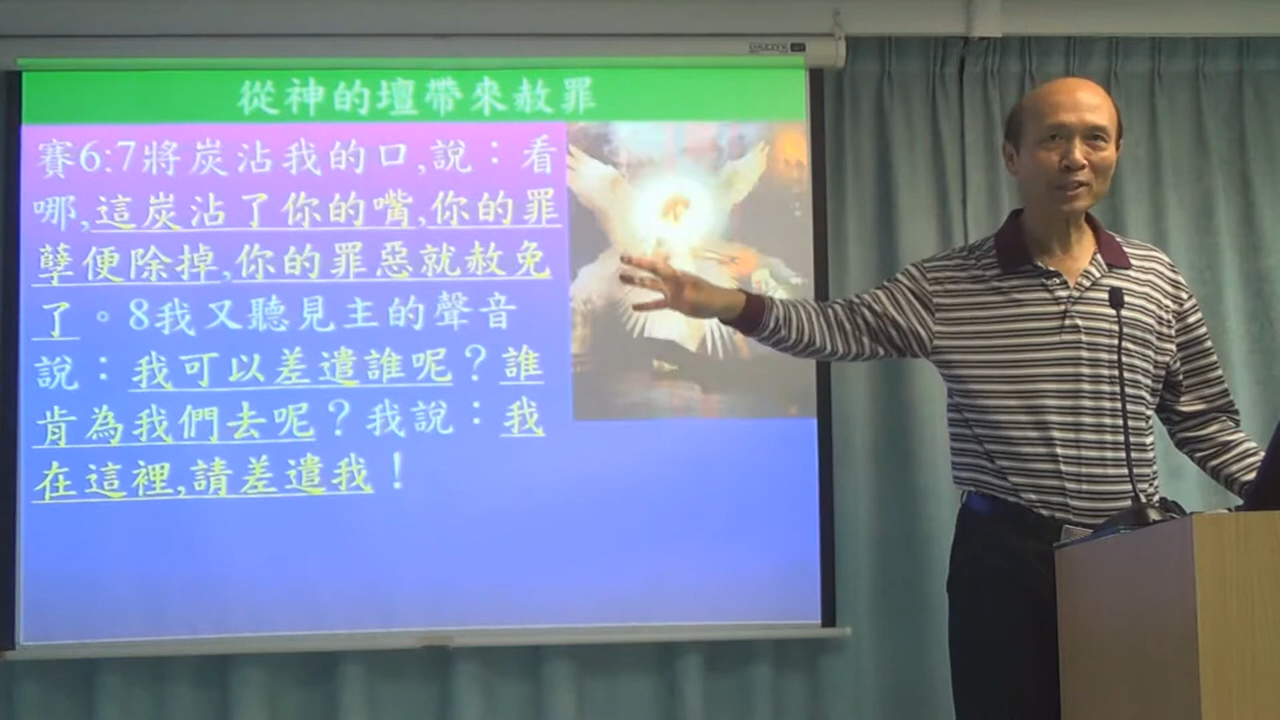 從神的壇帶來赦罪
賽6:7將炭沾我的口,說：看
哪,這炭沾了你的嘴,你的罪
孽便除掉,你的罪惡就赦免
了。8我又聽見主的聲音
說：我可以差遣誰呢？誰
肯為我們去呢？我說：我
在這裡,請差遣我！